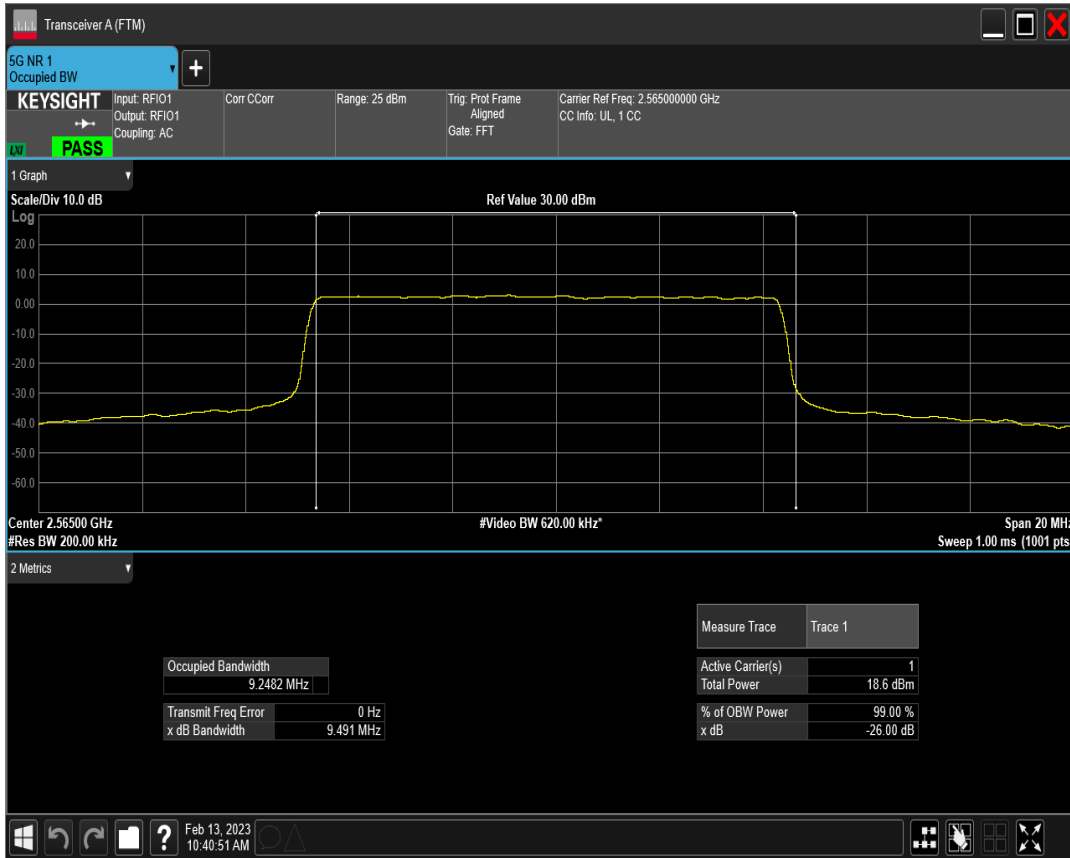 Transceiver A (FTM)
5G NR 1
Occupied BW
+
KEYSIGHT
LXI
PASS
Input: RFIO1
Output: RFIO1
Coupling: AC
Corr CCorr
Range: 25 dBm
Trig: Prot Frame
Aligned
Gate: FFT
Carrier Ref Freq: 2.565000000 GHz
CC Info: UL, 1 CC
1 Graph
Scale/Div 10.0 dB
Ref Value 30.00 dBm
Log
20.0
10.0
0.00
-10.0
-20.0
-30.0
-40.0
-50.0
-60.0
Center 2.56500 GHz
#Video BW 620.00 kHz*
Span 20 MHz
#Res BW 200.00 kHz
Sweep 1.00 ms (1001 pts
2 Metrics
Measure Trace Trace 1
Occupied Bandwidth
9.2482 MHz
Active Carrier(s) 1
Total Power 18.6 dBm
Transmit Freq Error 0 Hz
x dB Bandwidth 9.491 MHz
% of OBW Power 99.00 %
x dB -26.00 dB
?
Feb 13, 2023
10:40:51 AM